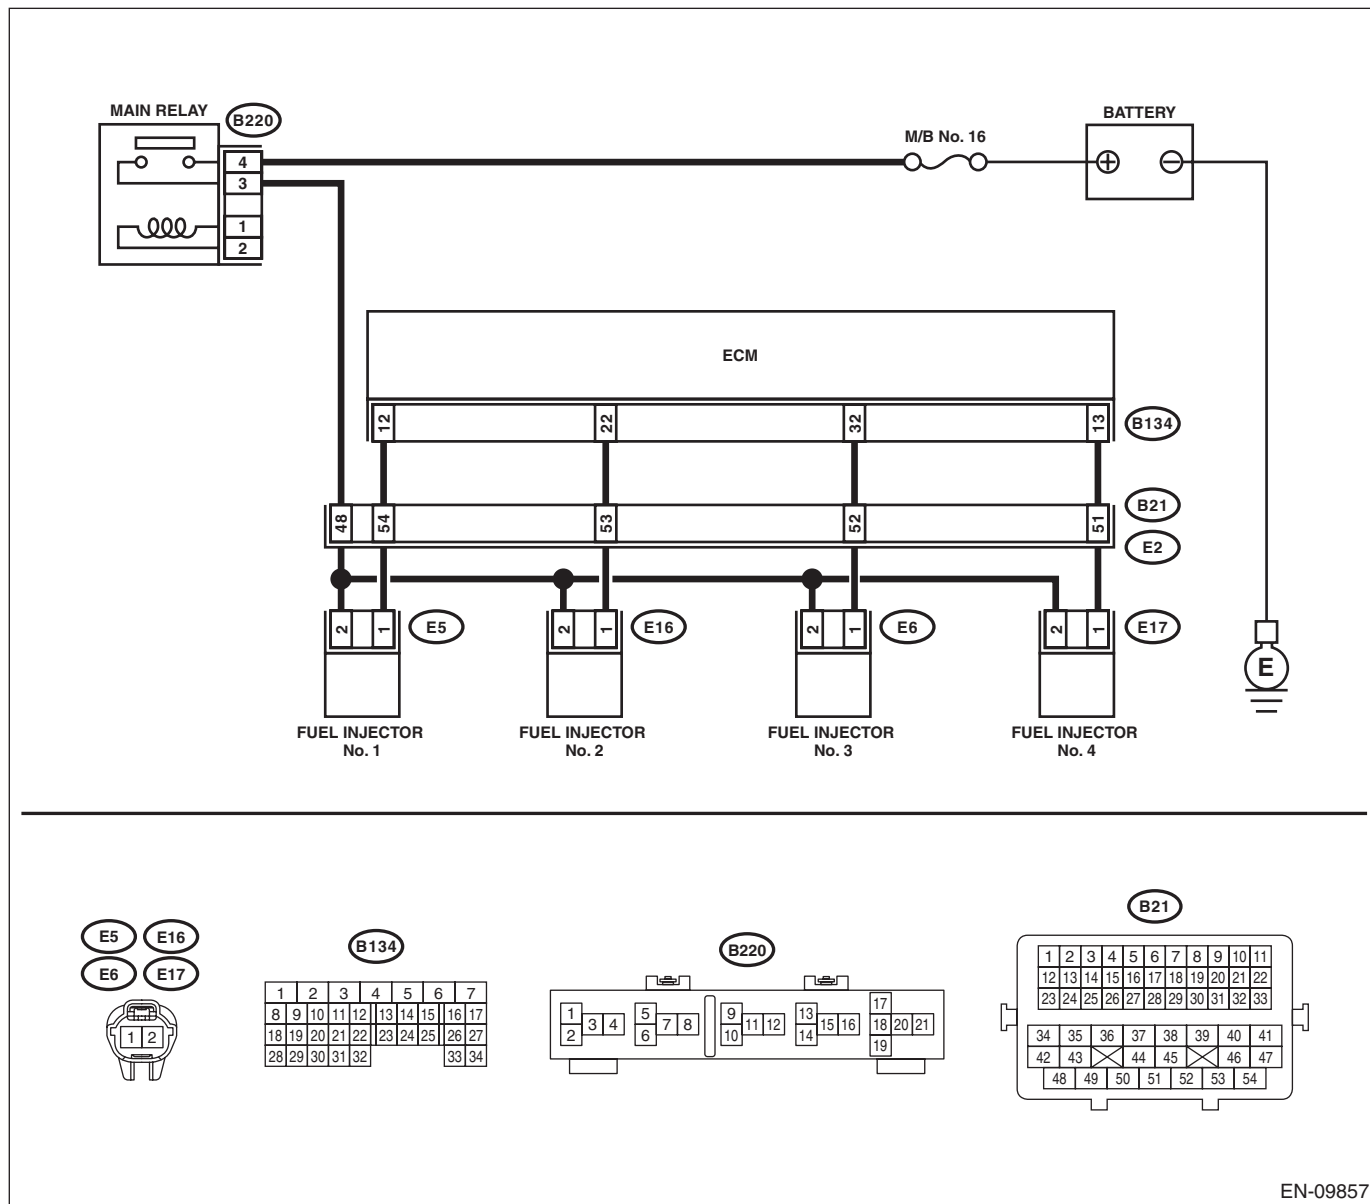 MAIN RELAY
B220
BATTERY
M/B No. 16
4
3
1
2
ECM
12 22 32 13
B134
48 54 53 52 51
B21
E2
2 1 E5
2 1 E16
2 1 E6
2 1 E17
E
FUEL INJECTOR
No. 1
FUEL INJECTOR
No. 2
FUEL INJECTOR
No. 3
FUEL INJECTOR
No. 4
E5 E16
E6 E17
1 2
B134
1 2 3 4 5 6 7
8 9 10 11 12 13 14 15 16 17
18 19 20 21 22 23 24 25 26 27
28 29 30 31 32 33 34
B220
1 2 3 4
5 6 7 8
9 10 11 12
13 14 15 16
17 18 19 20 21
B21
1 2 3 4 5 6 7 8 9 10 11
12 13 14 15 16 17 18 19 20 21 22
23 24 25 26 27 28 29 30 31 32 33
34 35 36 37 38 39 40 41
42 43 44 45 46 47
48 49 50 51 52 53 54
EN-09857